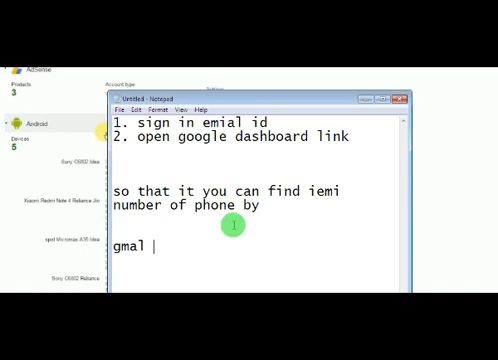 AdSense
Products
3
Account type
Android
Devices
5
Sony C6802 Idea
Xiaomi Redmi Note 4 Reliance Jio
sprd Micromax A35 Idea
Sony C6802 Reliance
Untitled - Notepad
File Edit Format View Help
1. sign in emial id
2. open google dashboard link
so that it you can find iemi
number of phone by
gmal